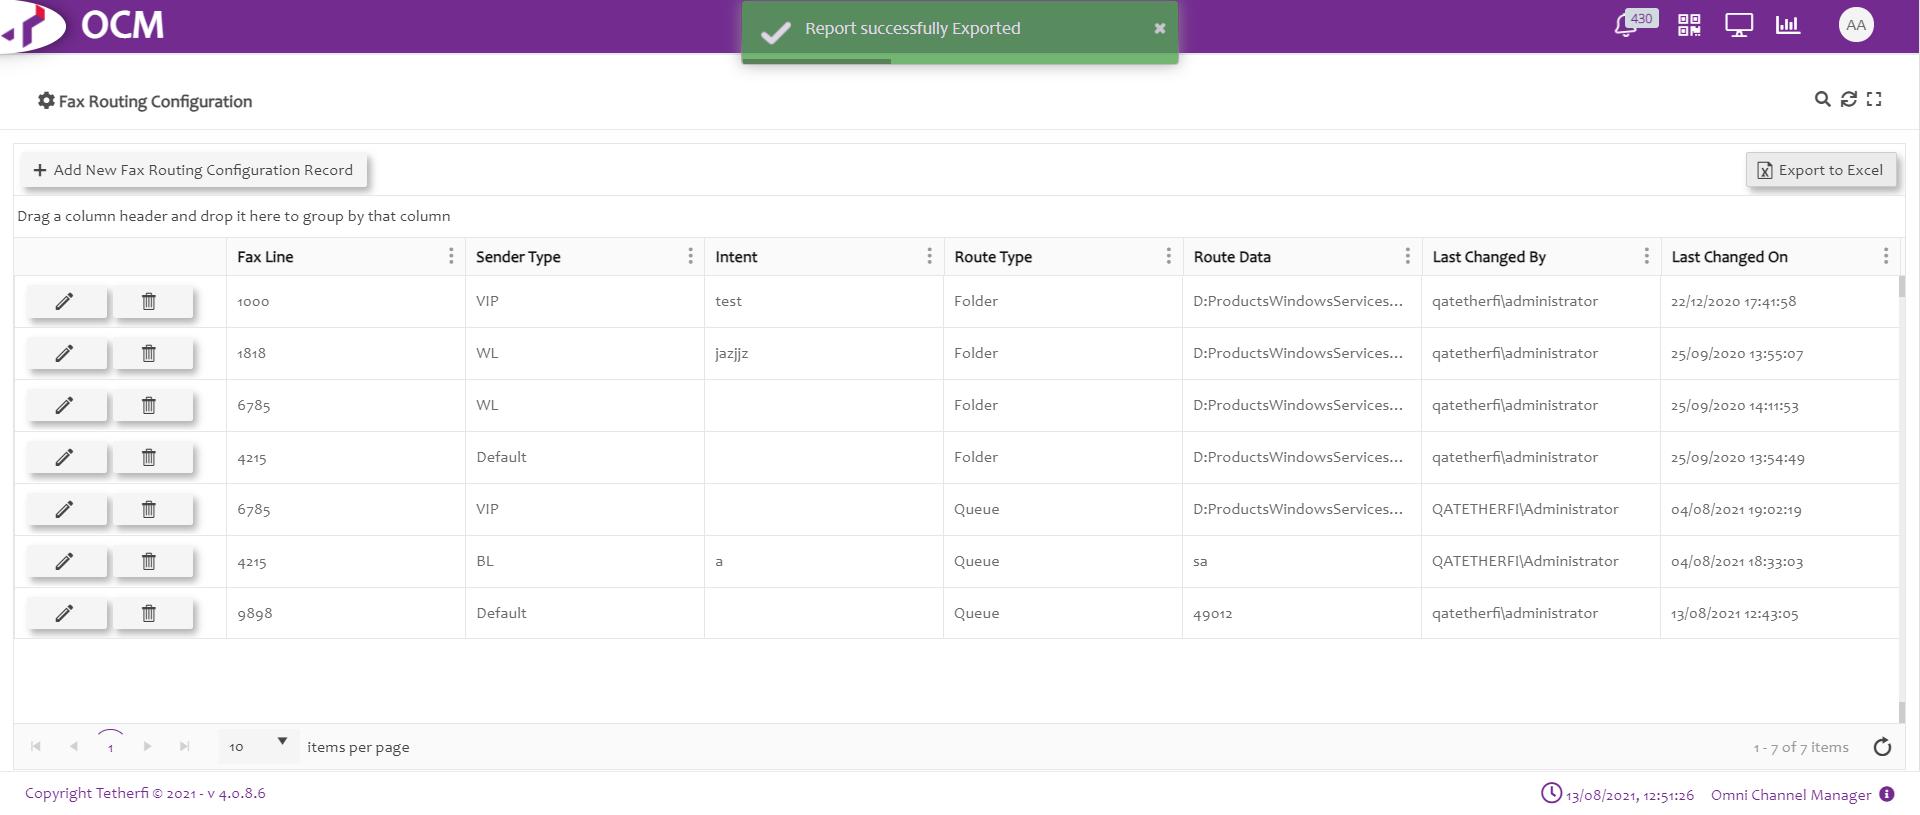 OCM
Report successfully Exported ×
430
AA
Fax Routing Configuration
+ Add New Fax Routing Configuration Record
Export to Excel
Drag a column header and drop it here to group by that column
Fax Line Sender Type Intent Route Type Route Data Last Changed By Last Changed On
1000 VIP test Folder D:ProductsWindowsServices... qatetherfi\administrator 22/12/2020 17:41:58
1818 WL jazjjz Folder D:ProductsWindowsServices... qatetherfi\administrator 25/09/2020 13:55:07
6785 WL Folder D:ProductsWindowsServices... qatetherfi\administrator 25/09/2020 14:11:53
4215 Default Folder D:ProductsWindowsServices... qatetherfi\administrator 25/09/2020 13:54:49
6785 VIP Queue D:ProductsWindowsServices... QATETHERFI\Administrator 04/08/2021 19:02:19
4215 BL a Queue sa QATETHERFI\Administrator 04/08/2021 18:33:03
9898 Default Queue 49012 qatetherfi\administrator 13/08/2021 12:43:05
1 10 items per page 1 - 7 of 7 items
Copyright Tetherfi © 2021 - v 4.0.8.6 13/08/2021, 12:51:26 Omni Channel Manager